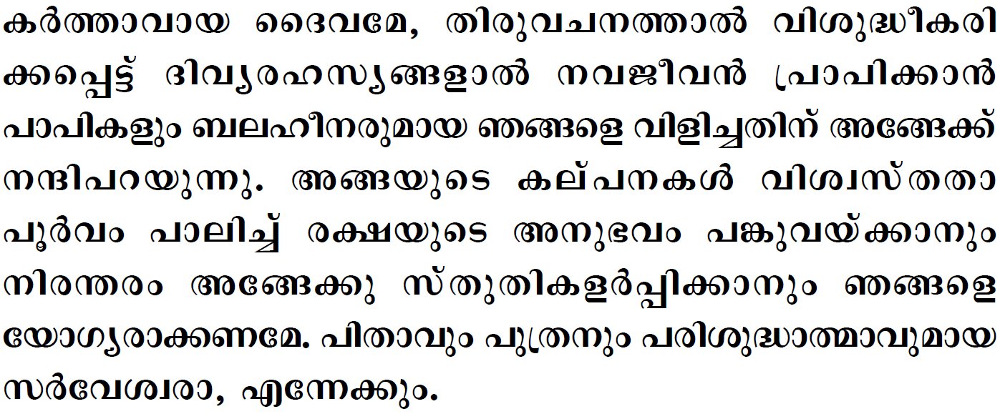 കർത്താവായ ദൈവമേ, തിരുവചനത്താൽ വിശുദ്ധീകരി
ക്കപ്പെട്ട് ദിവ്യരഹസ്യങ്ങളാൽ നവജീവൻ പ്രാപിക്കാൻ
പാപികളും ബലഹീനരുമായ ഞങ്ങളെ വിളിച്ചതിന് അങ്ങേക്ക്
നന്ദിപറയുന്നു. അങ്ങയുടെ കല്പനകൾ വിശ്വസ്തതാ
പൂർവം പാലിച്ച് രക്ഷയുടെ അനുഭവം പങ്കുവയ്ക്കാനും
നിരന്തരം അങ്ങേക്കു സ്തുതികളർപ്പിക്കാനും ഞങ്ങളെ
യോഗ്യരാക്കണമേ. പിതാവും പുത്രനും പരിശുദ്ധാത്മാവുമായ
സർവേശ്വരാ, എന്നേക്കും.